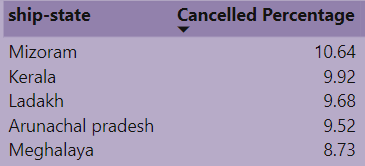 ship-state Cancelled Percentage
Mizoram 10.64
Kerala 9.92
Ladakh 9.68
Arunachal pradesh 9.52
Meghalaya 8.73